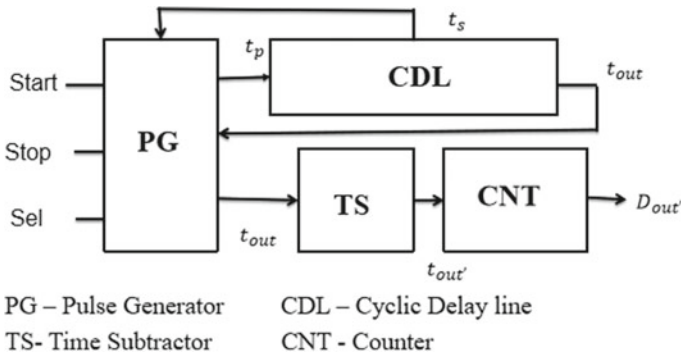 t_s
t_p
CDL
t_out
Start
PG
Stop
TS
CNT
D_out'
Sel
t_out
t_out'
PG – Pulse Generator CDL – Cyclic Delay line
TS- Time Subtractor CNT - Counter